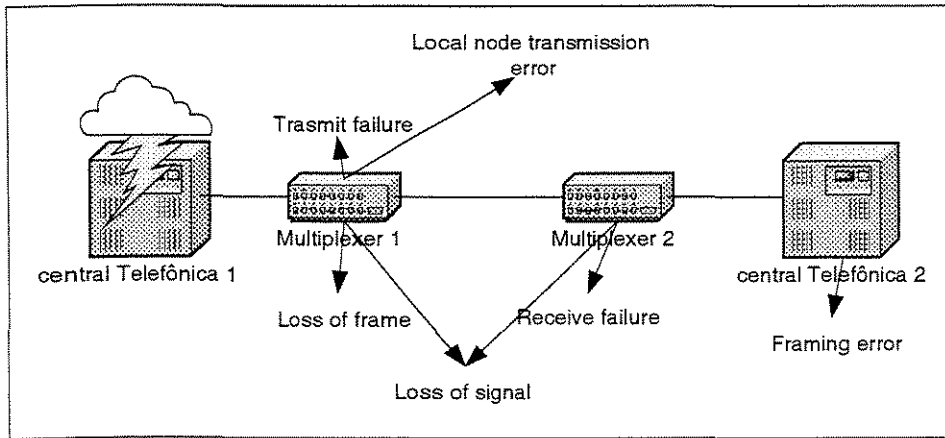 Local node transmission
error
Trasmit failure
Multiplexer 1
Multiplexer 2
central Telefônica 1
central Telefônica 2
Loss of frame
Receive failure
Framing error
Loss of signal